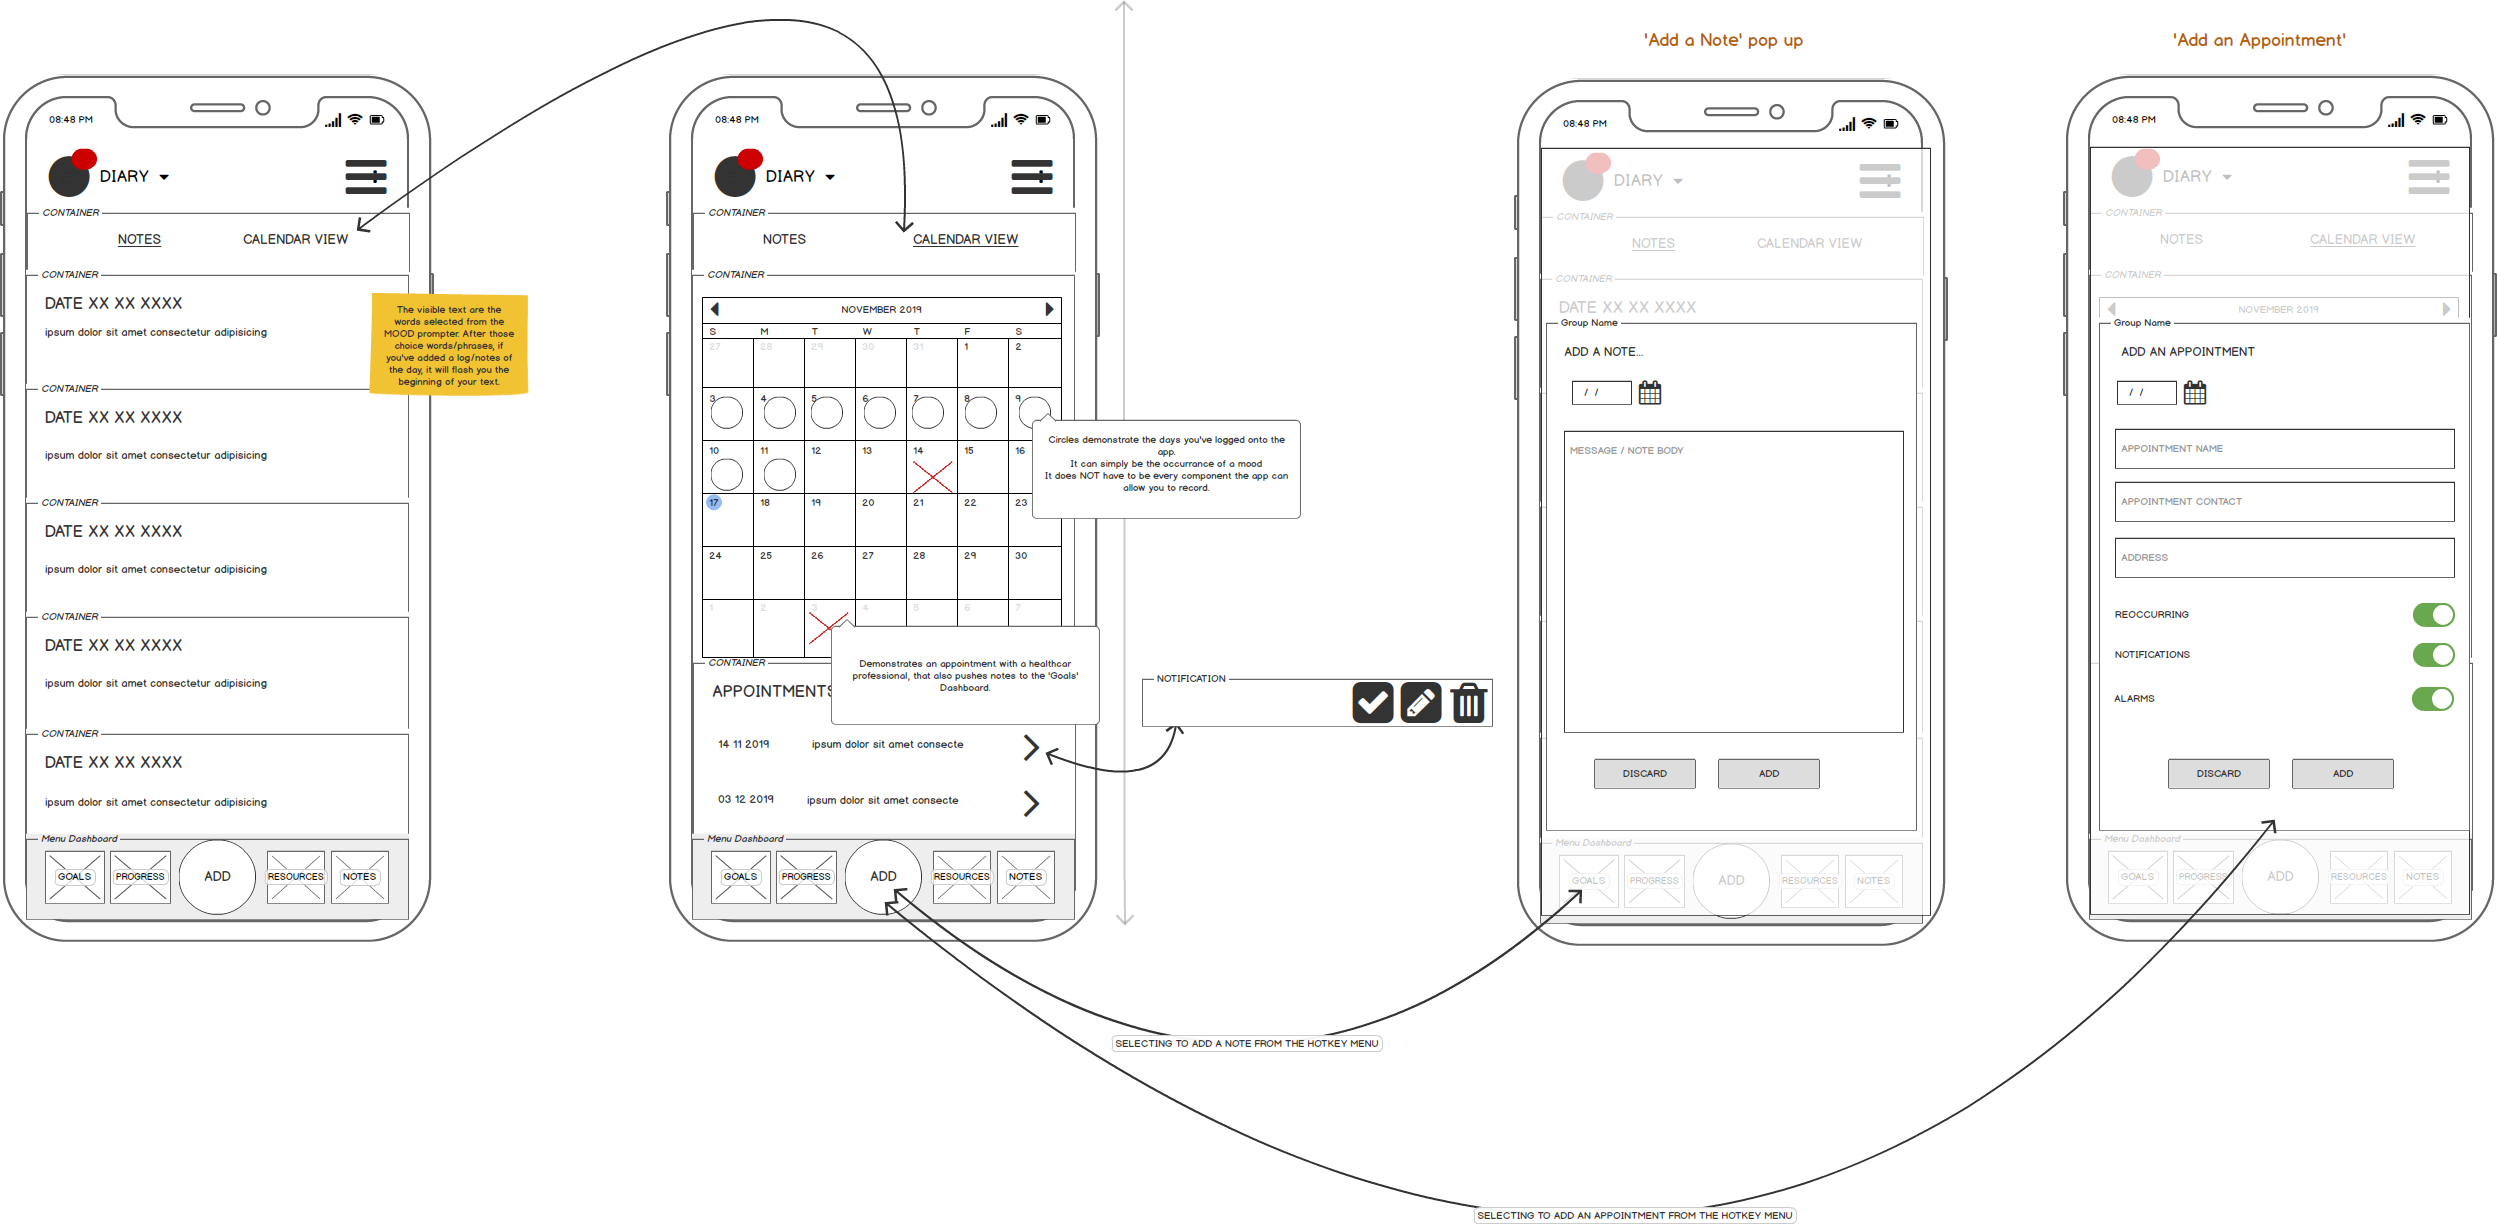 'Add a Note' pop up
'Add an Appointment'
08:48 PM
DIARY
CONTAINER
NOTES CALENDAR VIEW
CONTAINER
DATE XX XX XXXX
ipsum dolor sit amet consectetur adipisicing
CONTAINER
DATE XX XX XXXX
ipsum dolor sit amet consectetur adipisicing
CONTAINER
DATE XX XX XXXX
ipsum dolor sit amet consectetur adipisicing
CONTAINER
DATE XX XX XXXX
ipsum dolor sit amet consectetur adipisicing
CONTAINER
DATE XX XX XXXX
ipsum dolor sit amet consectetur adipisicing
Menu Dashboard
GOALS PROGRESS ADD RESOURCES NOTES
The visible text are the
words selected from the
MOOD prompter. After those
choice words/phrases, if
you've added a log/notes of
the day, it will flash you the
beginning of your text.
08:48 PM
DIARY
CONTAINER
NOTES CALENDAR VIEW
CONTAINER
NOVEMBER 2019
S M T W T F S
27 28 29 30 31 1 2
3 4 5 6 7 8 9
10 11 12 13 14 15 16
17 18 19 20 21 22 23
24 25 26 27 28 29 30
1 2 3 4 5 6 7
Circles demonstrate the days you've logged onto the
app.
It can simply be the occurrance of a mood
It does NOT have to be every component the app can
allow you to record.
Demonstrates an appointment with a healthcar
professional, that also pushes notes to the 'Goals'
Dashboard.
CONTAINER
APPOINTMENTS
14 11 2019 ipsum dolor sit amet consecte
03 12 2019 ipsum dolor sit amet consecte
Menu Dashboard
GOALS PROGRESS ADD RESOURCES NOTES
NOTIFICATION
08:48 PM
DIARY
CONTAINER
NOTES CALENDAR VIEW
CONTAINER
DATE XX XX XXXX
Group Name
ADD A NOTE...
/ /
MESSAGE / NOTE BODY
DISCARD ADD
Menu Dashboard
GOALS PROGRESS ADD RESOURCES NOTES
08:48 PM
DIARY
CONTAINER
NOTES CALENDAR VIEW
CONTAINER
NOVEMBER 2019
Group Name
ADD AN APPOINTMENT
/ /
APPOINTMENT NAME
APPOINTMENT CONTACT
ADDRESS
REOCCURRING
NOTIFICATIONS
ALARMS
DISCARD ADD
Menu Dashboard
GOALS PROGRESS ADD RESOURCES NOTES
SELECTING TO ADD A NOTE FROM THE HOTKEY MENU
SELECTING TO ADD AN APPOINTMENT FROM THE HOTKEY MENU